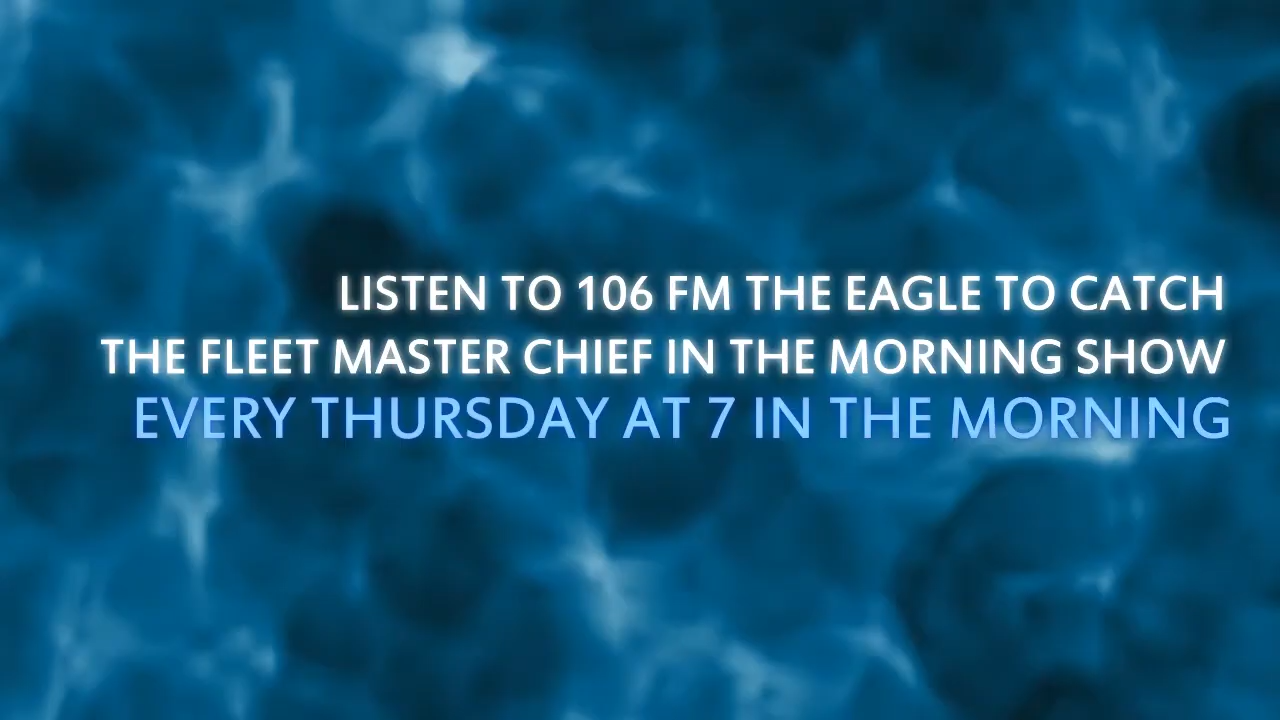 LISTEN TO 106 FM THE EAGLE TO CATCH
THE FLEET MASTER CHIEF IN THE MORNING SHOW
EVERY THURSDAY AT 7 IN THE MORNING